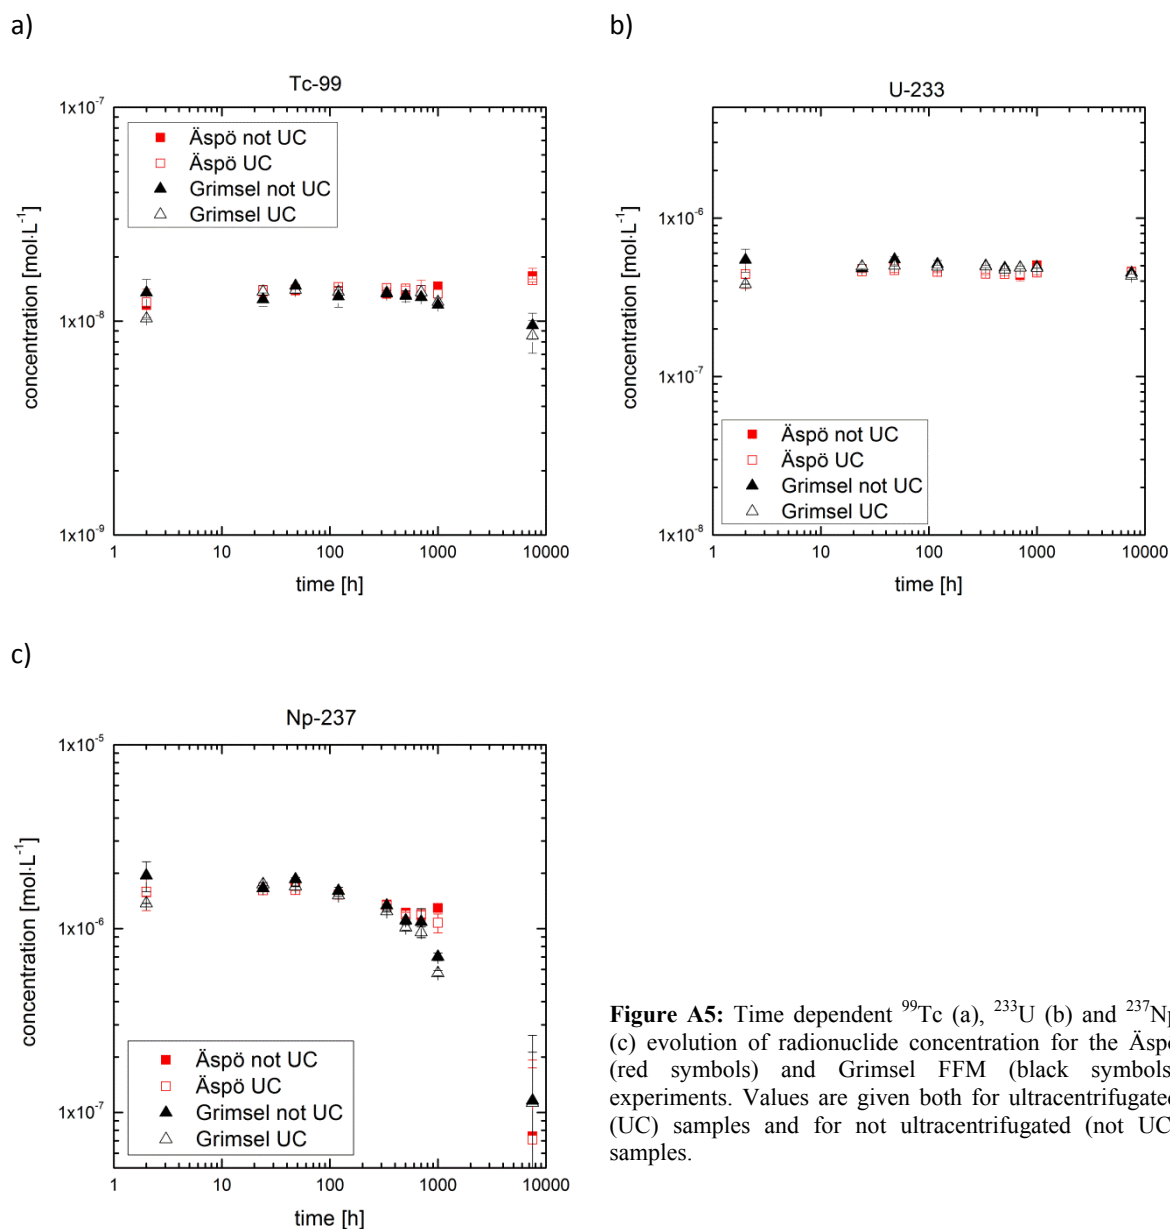 a)
Tc-99
1x10⁻⁷
1x10⁻⁸
1x10⁻⁹
concentration [mol·L⁻¹]
Äspö not UC
Äspö UC
Grimsel not UC
Grimsel UC
1 10 100 1000 10000
time [h]
b)
U-233
1x10⁻⁶
1x10⁻⁷
1x10⁻⁸
concentration [mol·L⁻¹]
Äspö not UC
Äspö UC
Grimsel not UC
Grimsel UC
1 10 100 1000 10000
time [h]
c)
Np-237
1x10⁻⁵
1x10⁻⁶
1x10⁻⁷
concentration [mol·L⁻¹]
Äspö not UC
Äspö UC
Grimsel not UC
Grimsel UC
1 10 100 1000 10000
time [h]
Figure A5: Time dependent ⁹⁹Tc (a), ²³³U (b) and ²³⁷Np
(c) evolution of radionuclide concentration for the Äspö
(red symbols) and Grimsel FFM (black symbols
experiments. Values are given both for ultracentrifugated
(UC) samples and for not ultracentrifugated (not UC
samples.